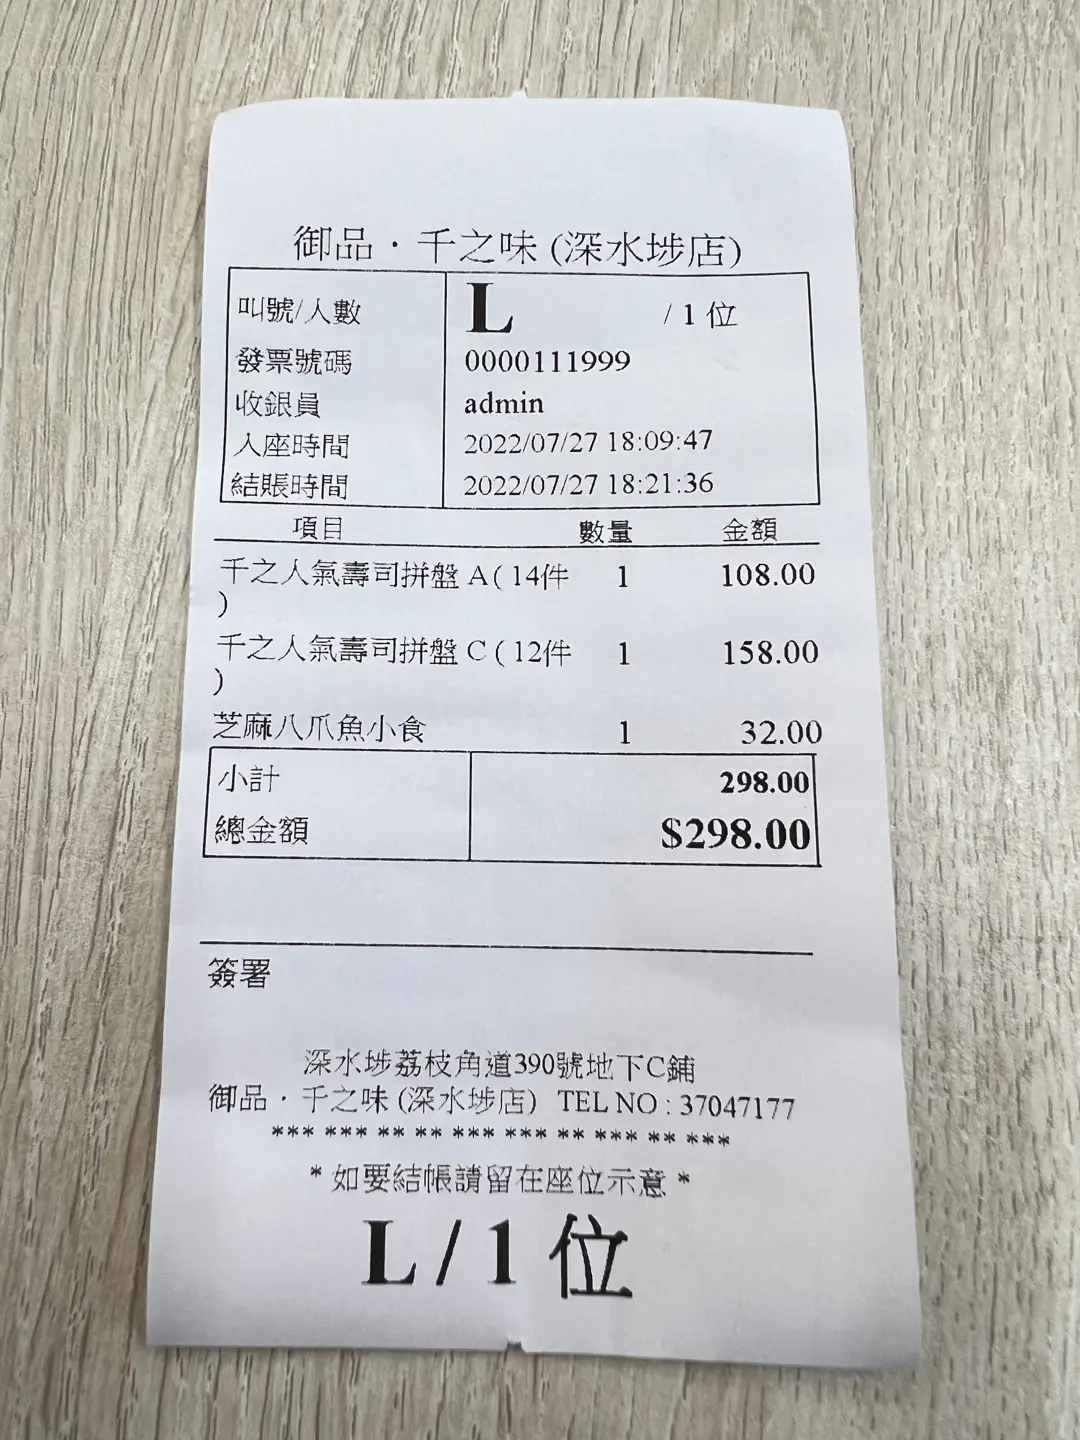 御品・千之味 (深水埗店)
叫號/人數 L / 1 位
發票號碼 0000111999
收銀員 admin
入座時間 2022/07/27 18:09:47
結賬時間 2022/07/27 18:21:36
項目 數量 金額
千之人氣壽司拼盤 A( 14件 1 108.00
)
千之人氣壽司拼盤 C ( 12件 1 158.00
)
芝麻八爪魚小食 1 32.00
小計 298.00
總金額 $298.00
簽署
深水埗荔枝角道390號地下C鋪
御品・千之味 (深水埗店) TEL NO : 37047177
*** *** ** ** *** *** ** *** ** ***
* 如要結帳請留在座位示意 *
L / 1 位